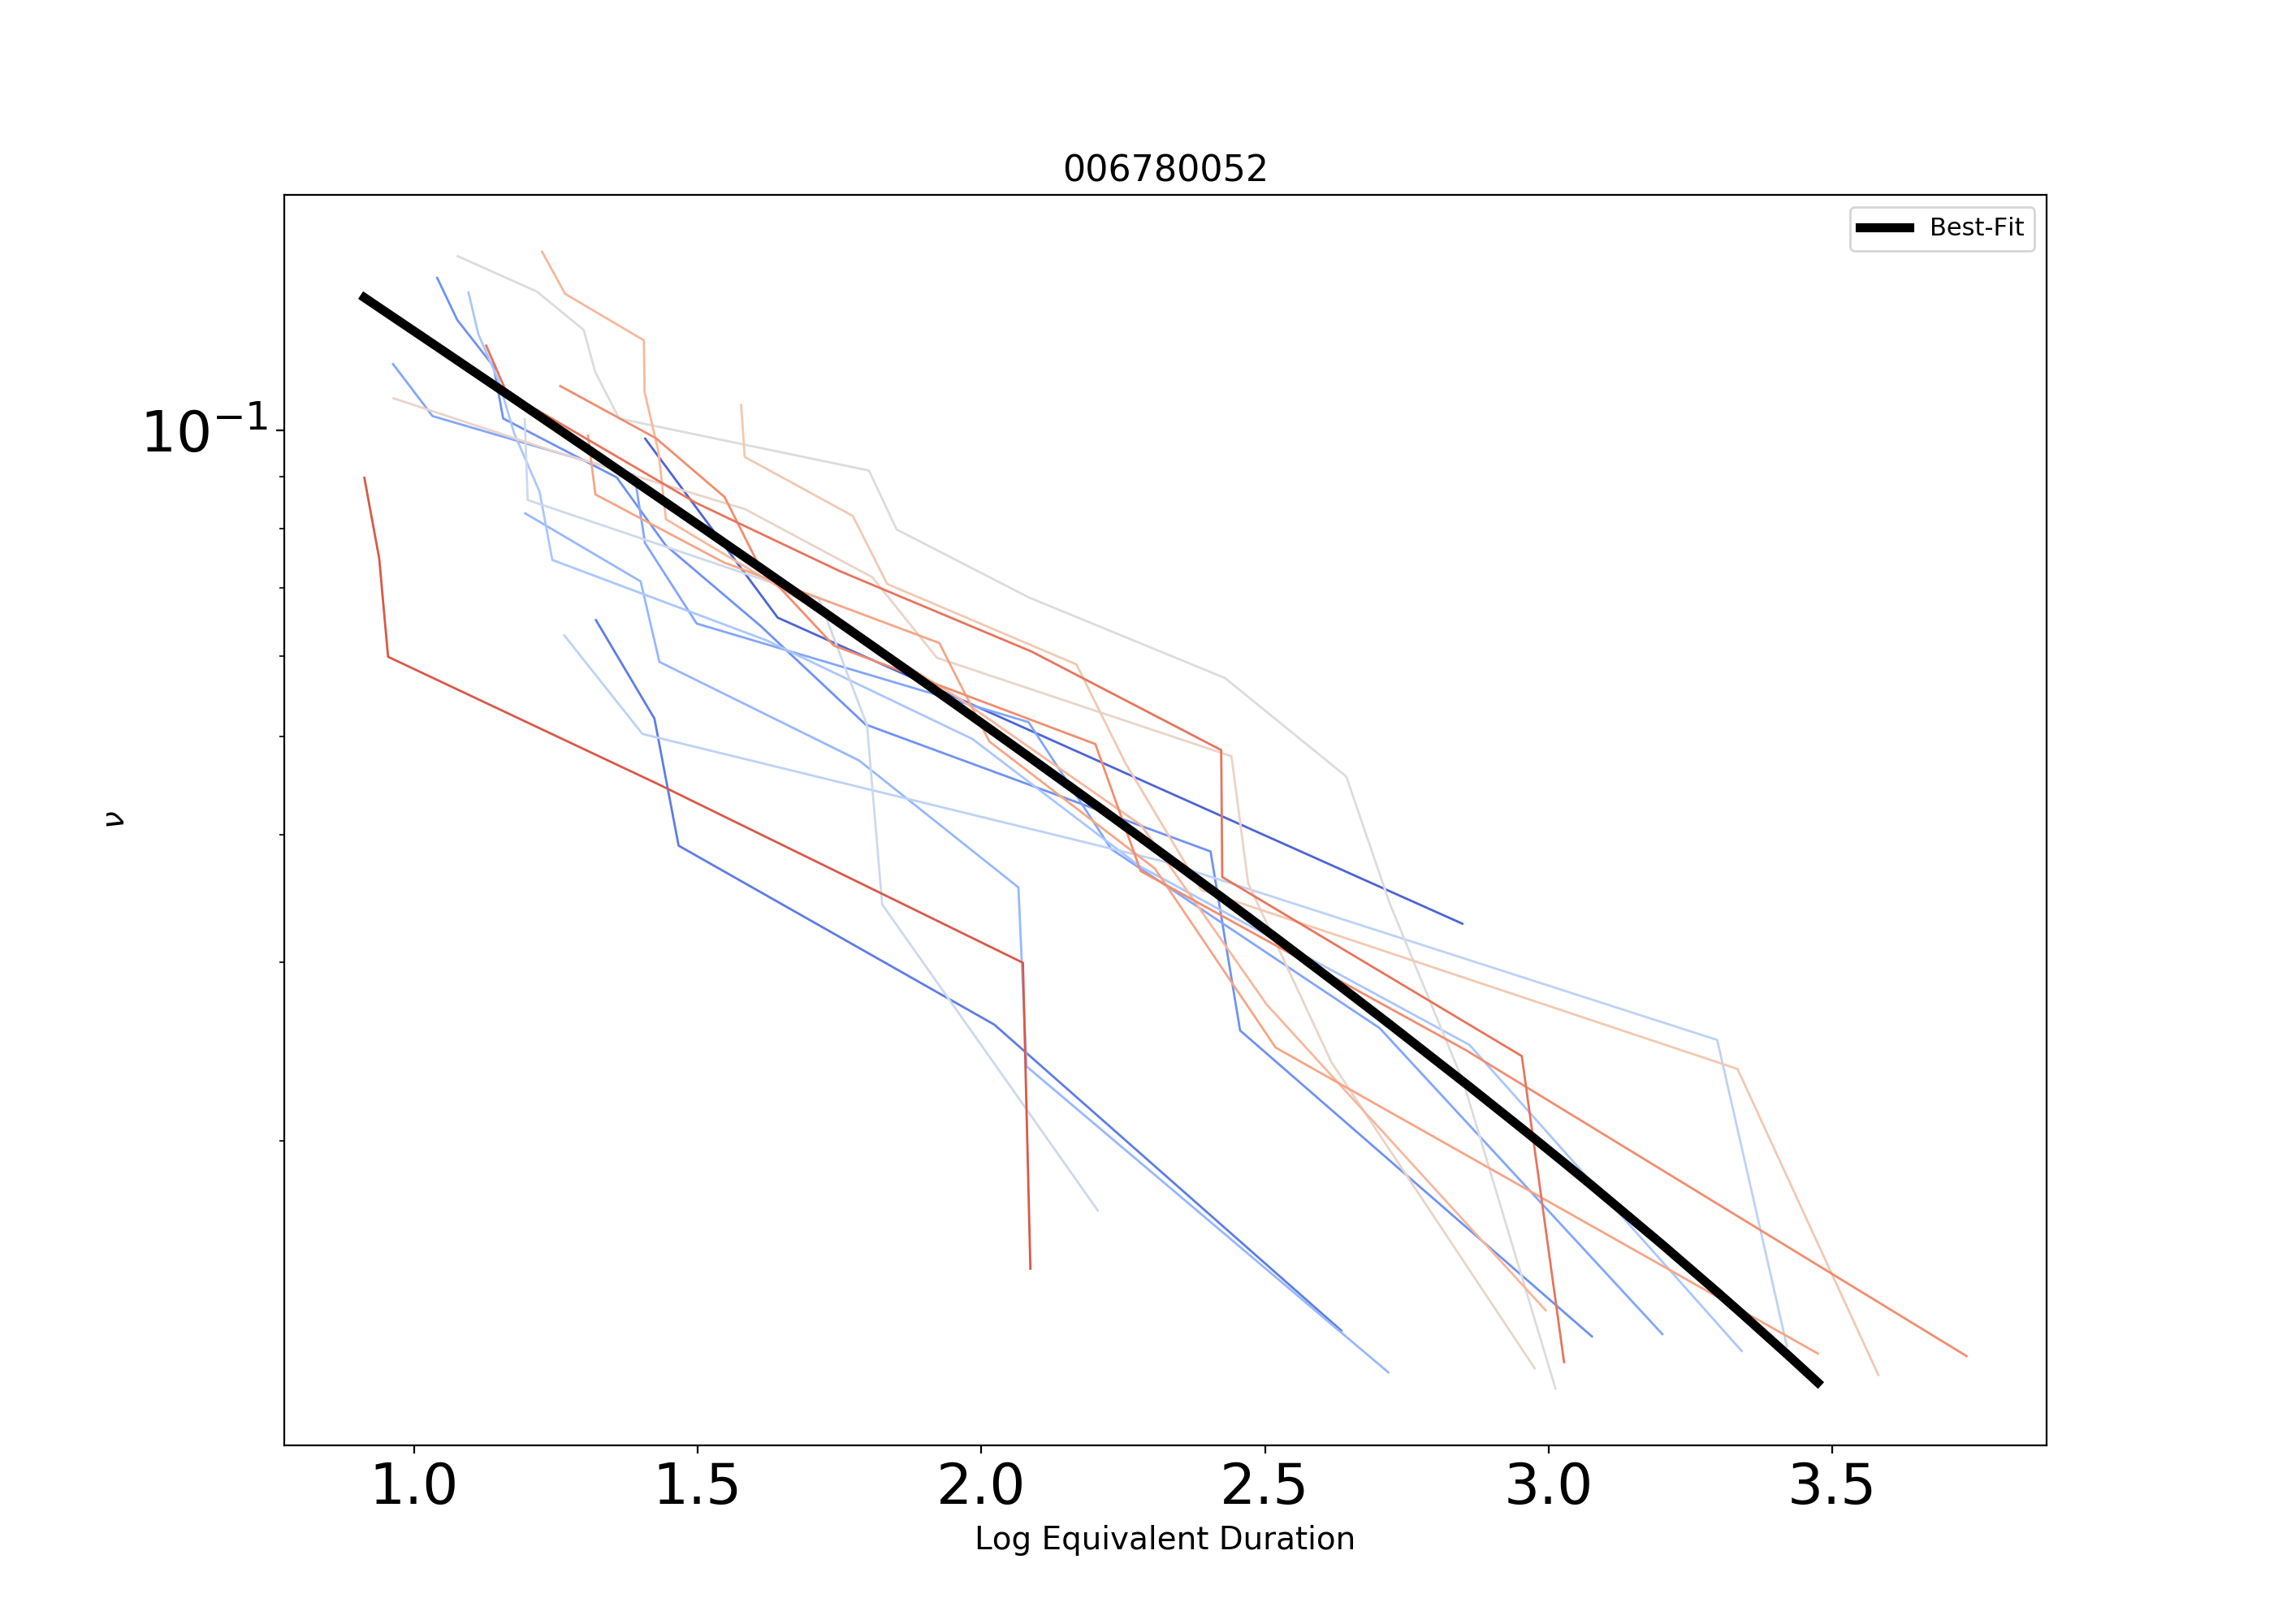 006780052
Best-Fit
10⁻¹
ν
1.0 1.5 2.0 2.5 3.0 3.5
Log Equivalent Duration